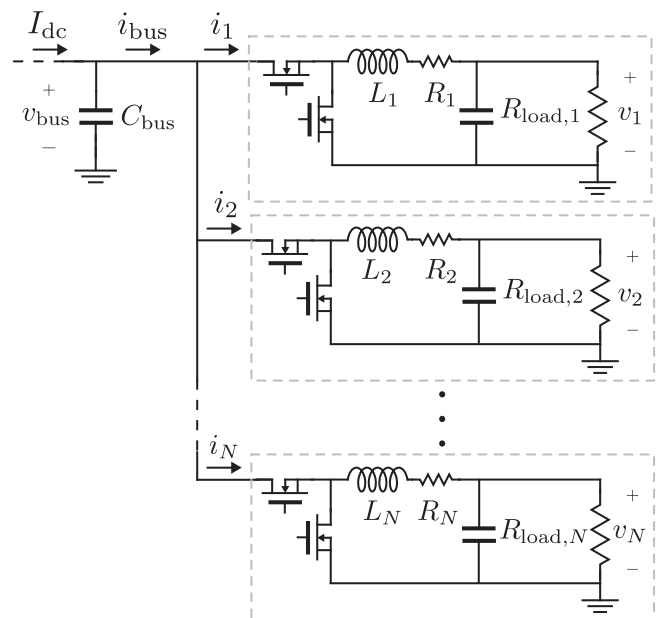 I_dc i_bus i_1
+
v_bus C_bus
−
L_1 R_1 R_load,1 + v_1 −
i_2
L_2 R_2 R_load,2 + v_2 −
i_N
L_N R_N R_load,N + v_N −